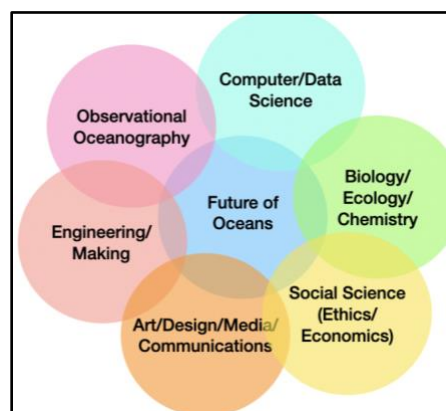 Computer/Data
Science
Observational
Oceanography
Biology/
Ecology/
Chemistry
Future of
Oceans
Engineering/
Making
Social Science
(Ethics/
Economics)
Art/Design/Media/
Communications